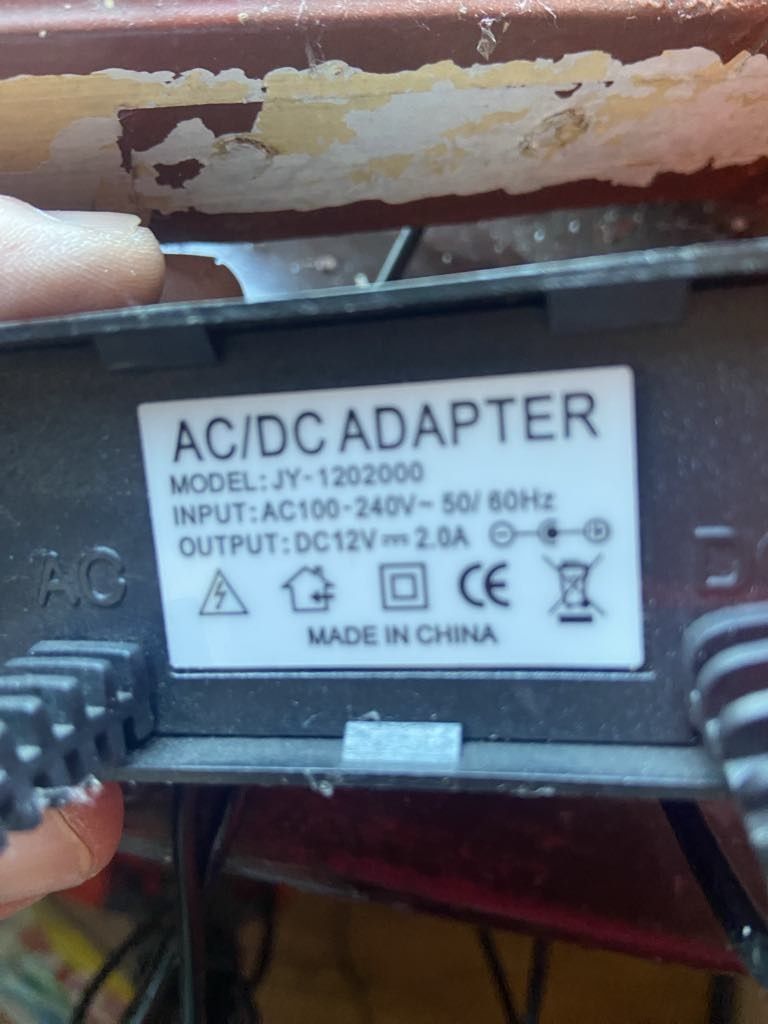 AC/DC ADAPTER
MODEL: JY-1202000
INPUT: AC100-240V~ 50/60Hz
OUTPUT: DC12V⎓2.0A
CE
MADE IN CHINA
AC